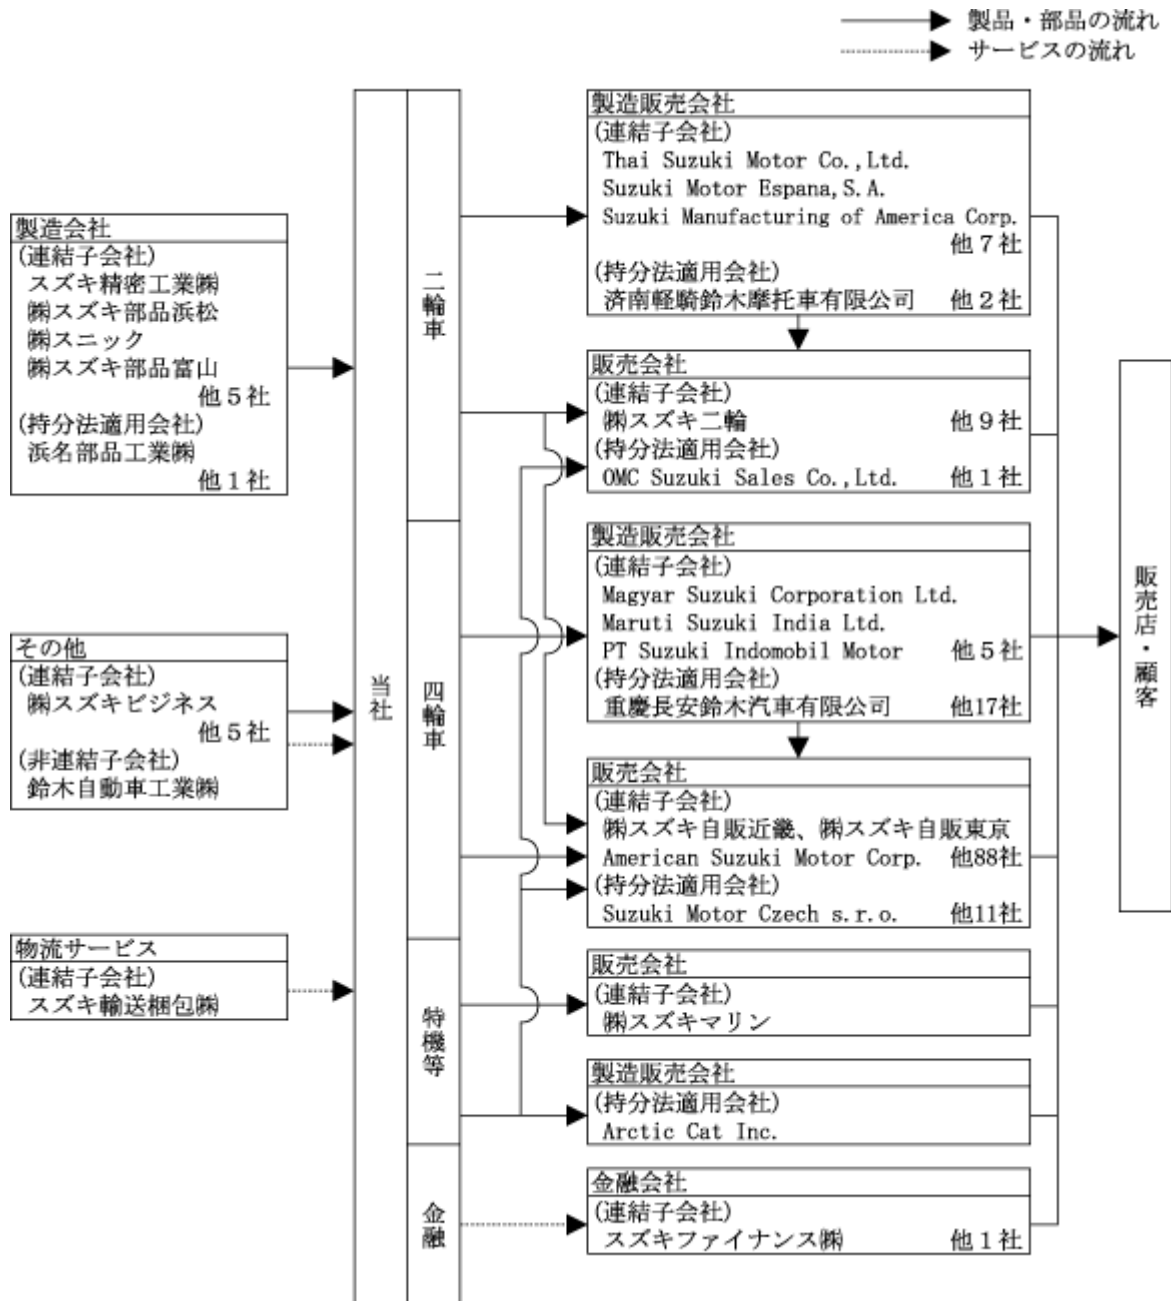 製品・部品の流れ
サービスの流れ
製造会社
(連結子会社)
スズキ精密工業㈱
㈱スズキ部品浜松
㈱スニック
㈱スズキ部品富山
他５社
(持分法適用会社)
浜名部品工業㈱
他１社
その他
(連結子会社)
㈱スズキビジネス
他５社
(非連結子会社)
鈴木自動車工業㈱
物流サービス
(連結子会社)
スズキ輸送梱包㈱
当社
二輪車
四輪車
特機等
金融
製造販売会社
(連結子会社)
Thai Suzuki Motor Co.,Ltd.
Suzuki Motor Espana,S.A.
Suzuki Manufacturing of America Corp.
他７社
(持分法適用会社)
済南軽騎鈴木摩托車有限公司 他２社
販売会社
(連結子会社)
㈱スズキ二輪 他９社
(持分法適用会社)
OMC Suzuki Sales Co.,Ltd. 他１社
製造販売会社
(連結子会社)
Magyar Suzuki Corporation Ltd.
Maruti Suzuki India Ltd.
PT Suzuki Indomobil Motor 他５社
(持分法適用会社)
重慶長安鈴木汽車有限公司 他17社
販売会社
(連結子会社)
㈱スズキ自販近畿、㈱スズキ自販東京
American Suzuki Motor Corp. 他88社
(持分法適用会社)
Suzuki Motor Czech s.r.o. 他11社
販売会社
(連結子会社)
㈱スズキマリン
製造販売会社
(持分法適用会社)
Arctic Cat Inc.
金融会社
(連結子会社)
スズキファイナンス㈱ 他１社
販売店・顧客